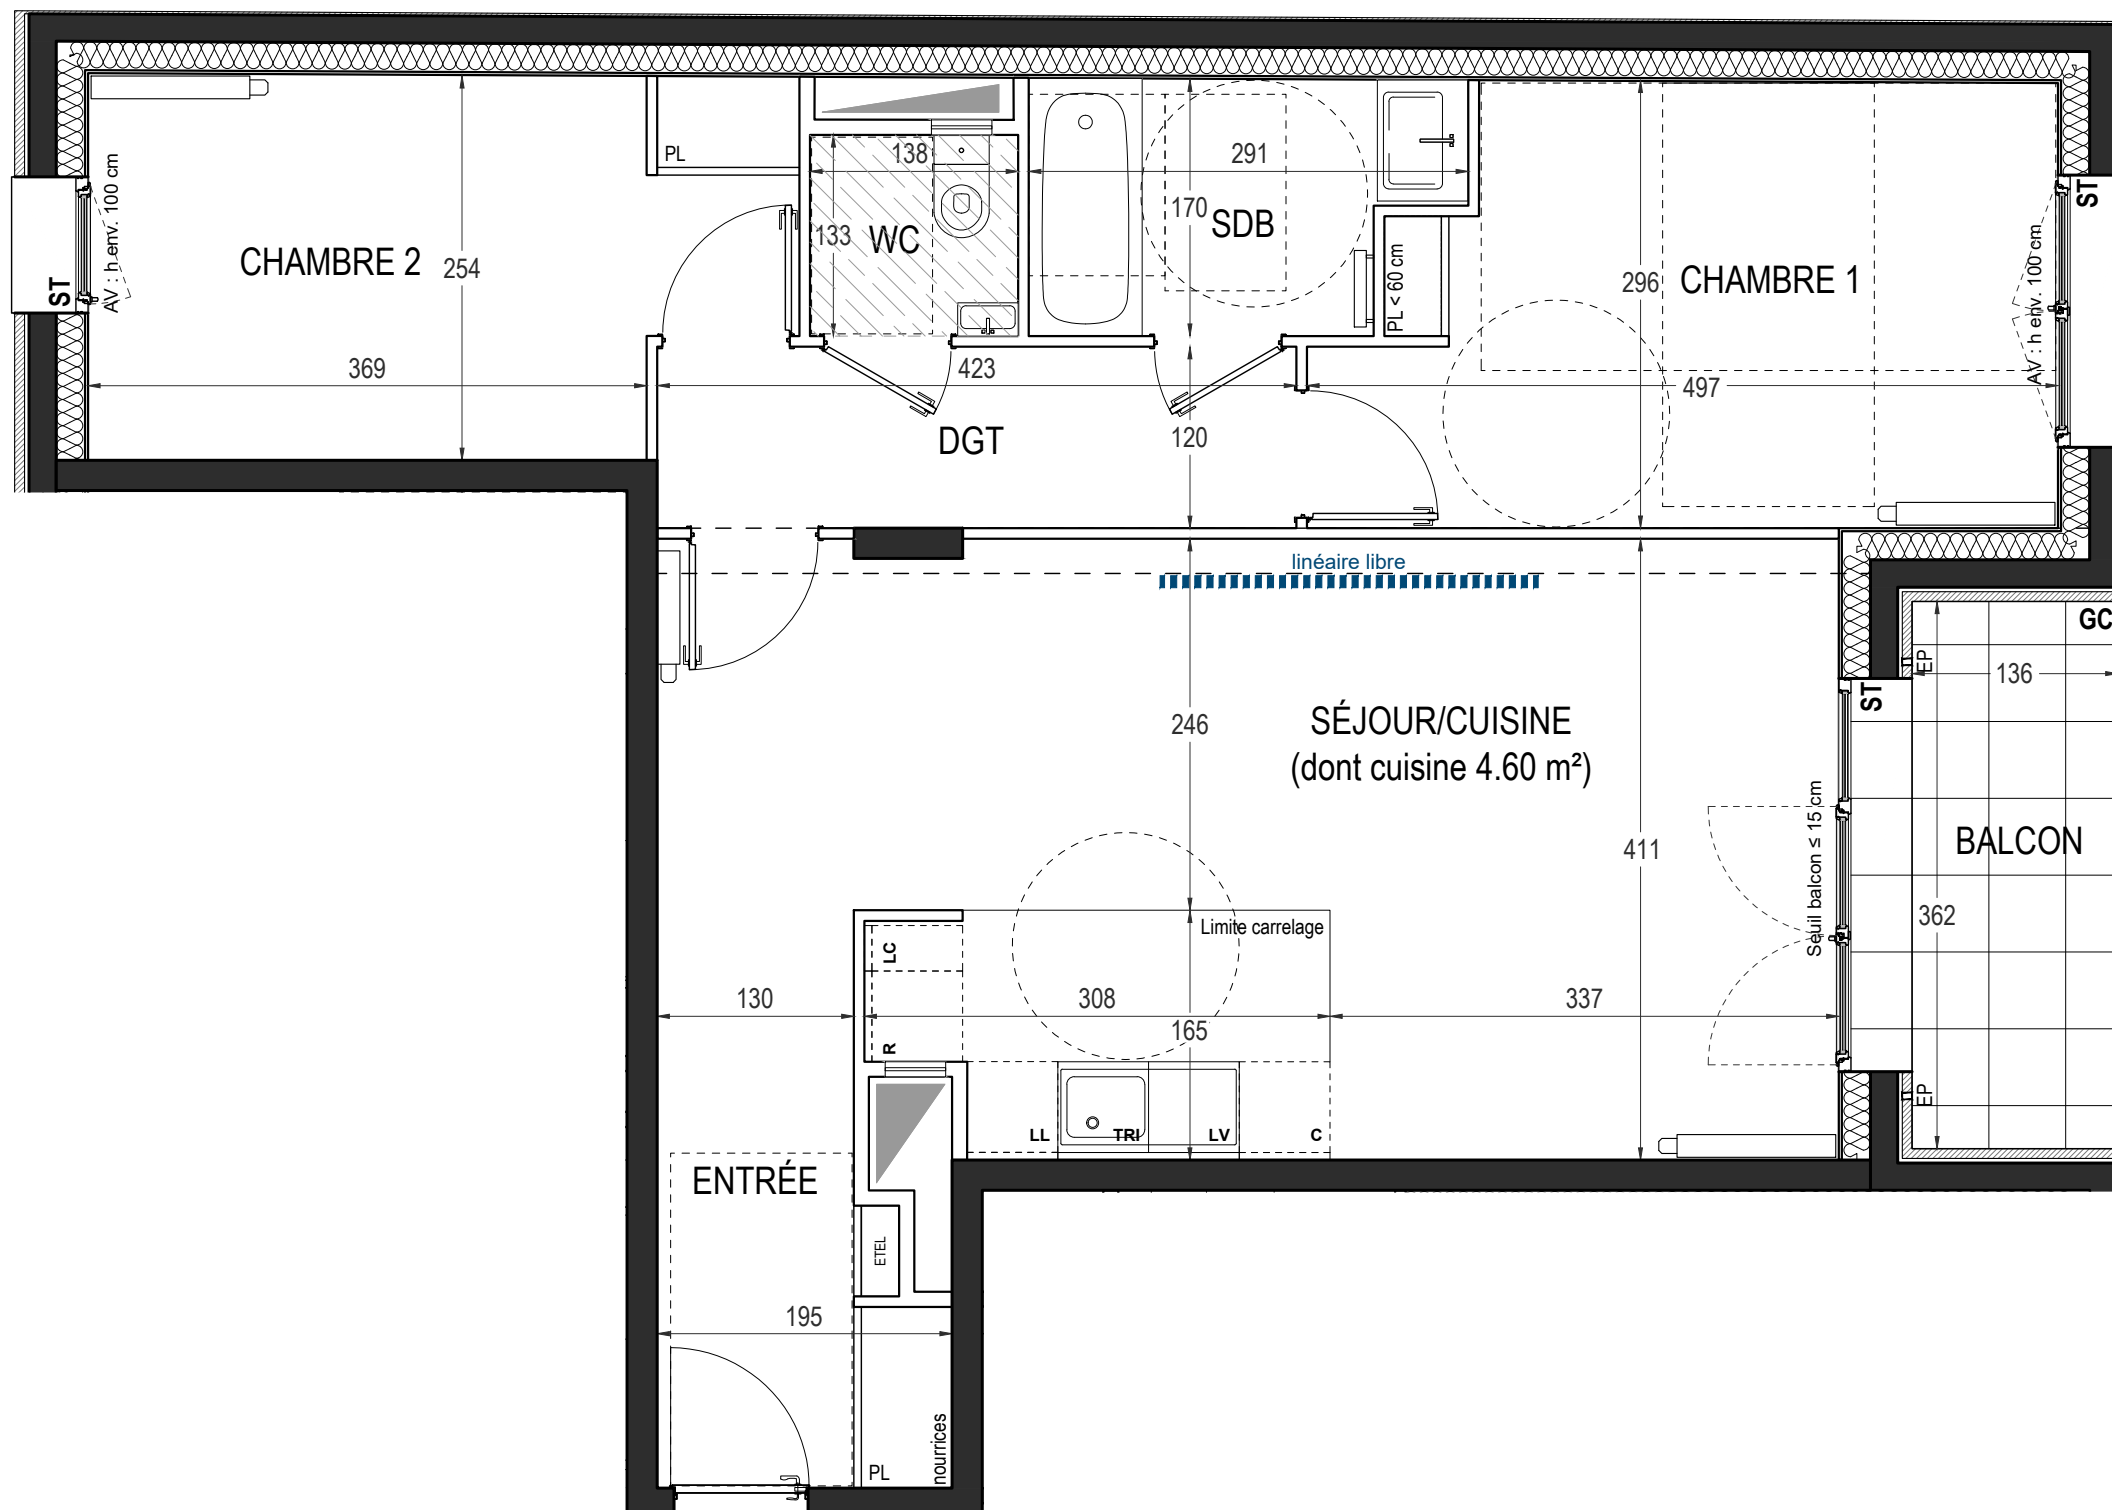 PL
138
291
170
SDB
133
WC
CHAMBRE 2
254
AV : h env. 100 cm
ST
PL < 60 cm
296
CHAMBRE 1
ST
AV : h env. 100 cm
369
423
497
DGT
120
linéaire libre
GC
EP
136
ST
246
SÉJOUR/CUISINE
(dont cuisine 4.60 m²)
411
Seuil balcon ≤ 15 cm
BALCON
362
Limite carrelage
LC
130
308
337
165
R
LL
TRI
LV
C
EP
ENTRÉE
ETEL
195
PL
nourrices